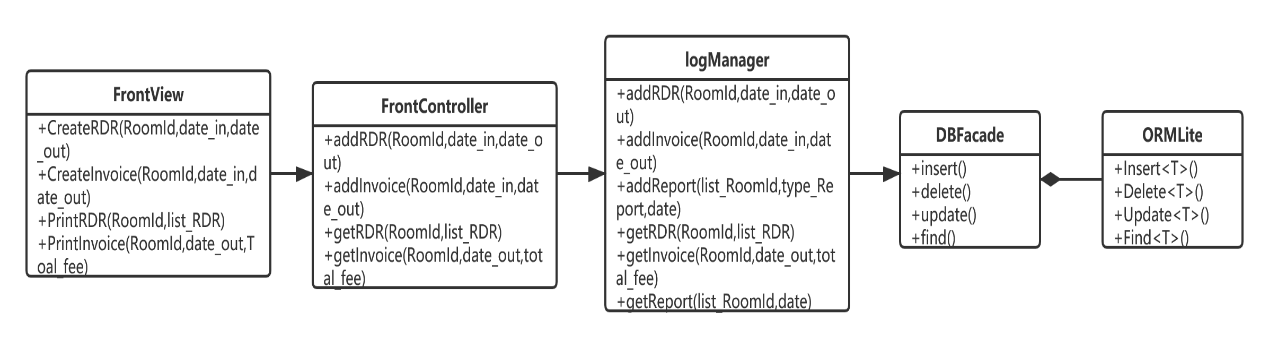 FrontView
+CreateRDR(RoomId,date_in,date
_out)
+CreateInvoice(RoomId,date_in,d
ate_out)
+PrintRDR(RoomId,list_RDR)
+PrintInvoice(RoomId,date_out,T
oal_fee)
FrontController
+addRDR(RoomId,date_in,date_o
ut)
+addInvoice(RoomId,date_in,dat
e_out)
+getRDR(RoomId,list_RDR)
+getInvoice(RoomId,date_out,tot
al_fee)
logManager
+addRDR(RoomId,date_in,date_o
ut)
+addInvoice(RoomId,date_in,dat
e_out)
+addReport(list_RoomId,type_Re
port,date)
+getRDR(RoomId,list_RDR)
+getInvoice(RoomId,date_out,tot
al_fee)
+getReport(list_RoomId,date)
DBFacade
+insert()
+delete()
+update()
+find()
ORMLite
+Insert<T>()
+Delete<T>()
+Update<T>()
+Find<T>()